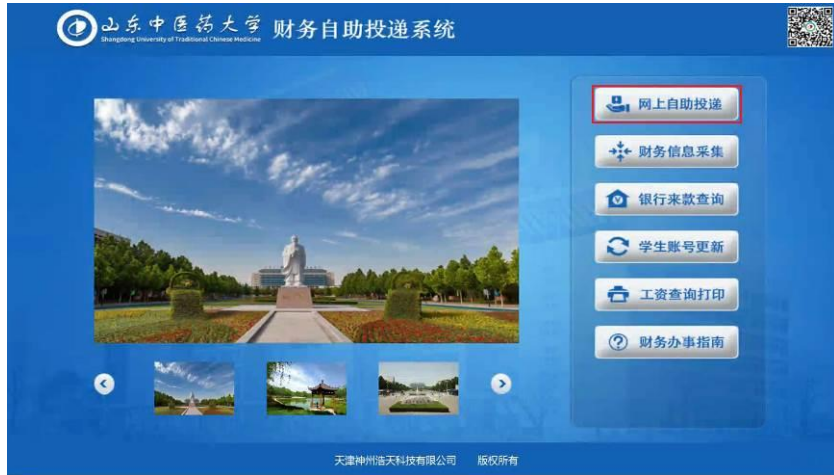 山东中医药大学 财务自助投递系统
Shangdong University of Traditional Chinese Medicine
网上自助投递
财务信息采集
银行来款查询
学生账号更新
工资查询打印
财务办事指南
天津神州浩天科技有限公司 版权所有